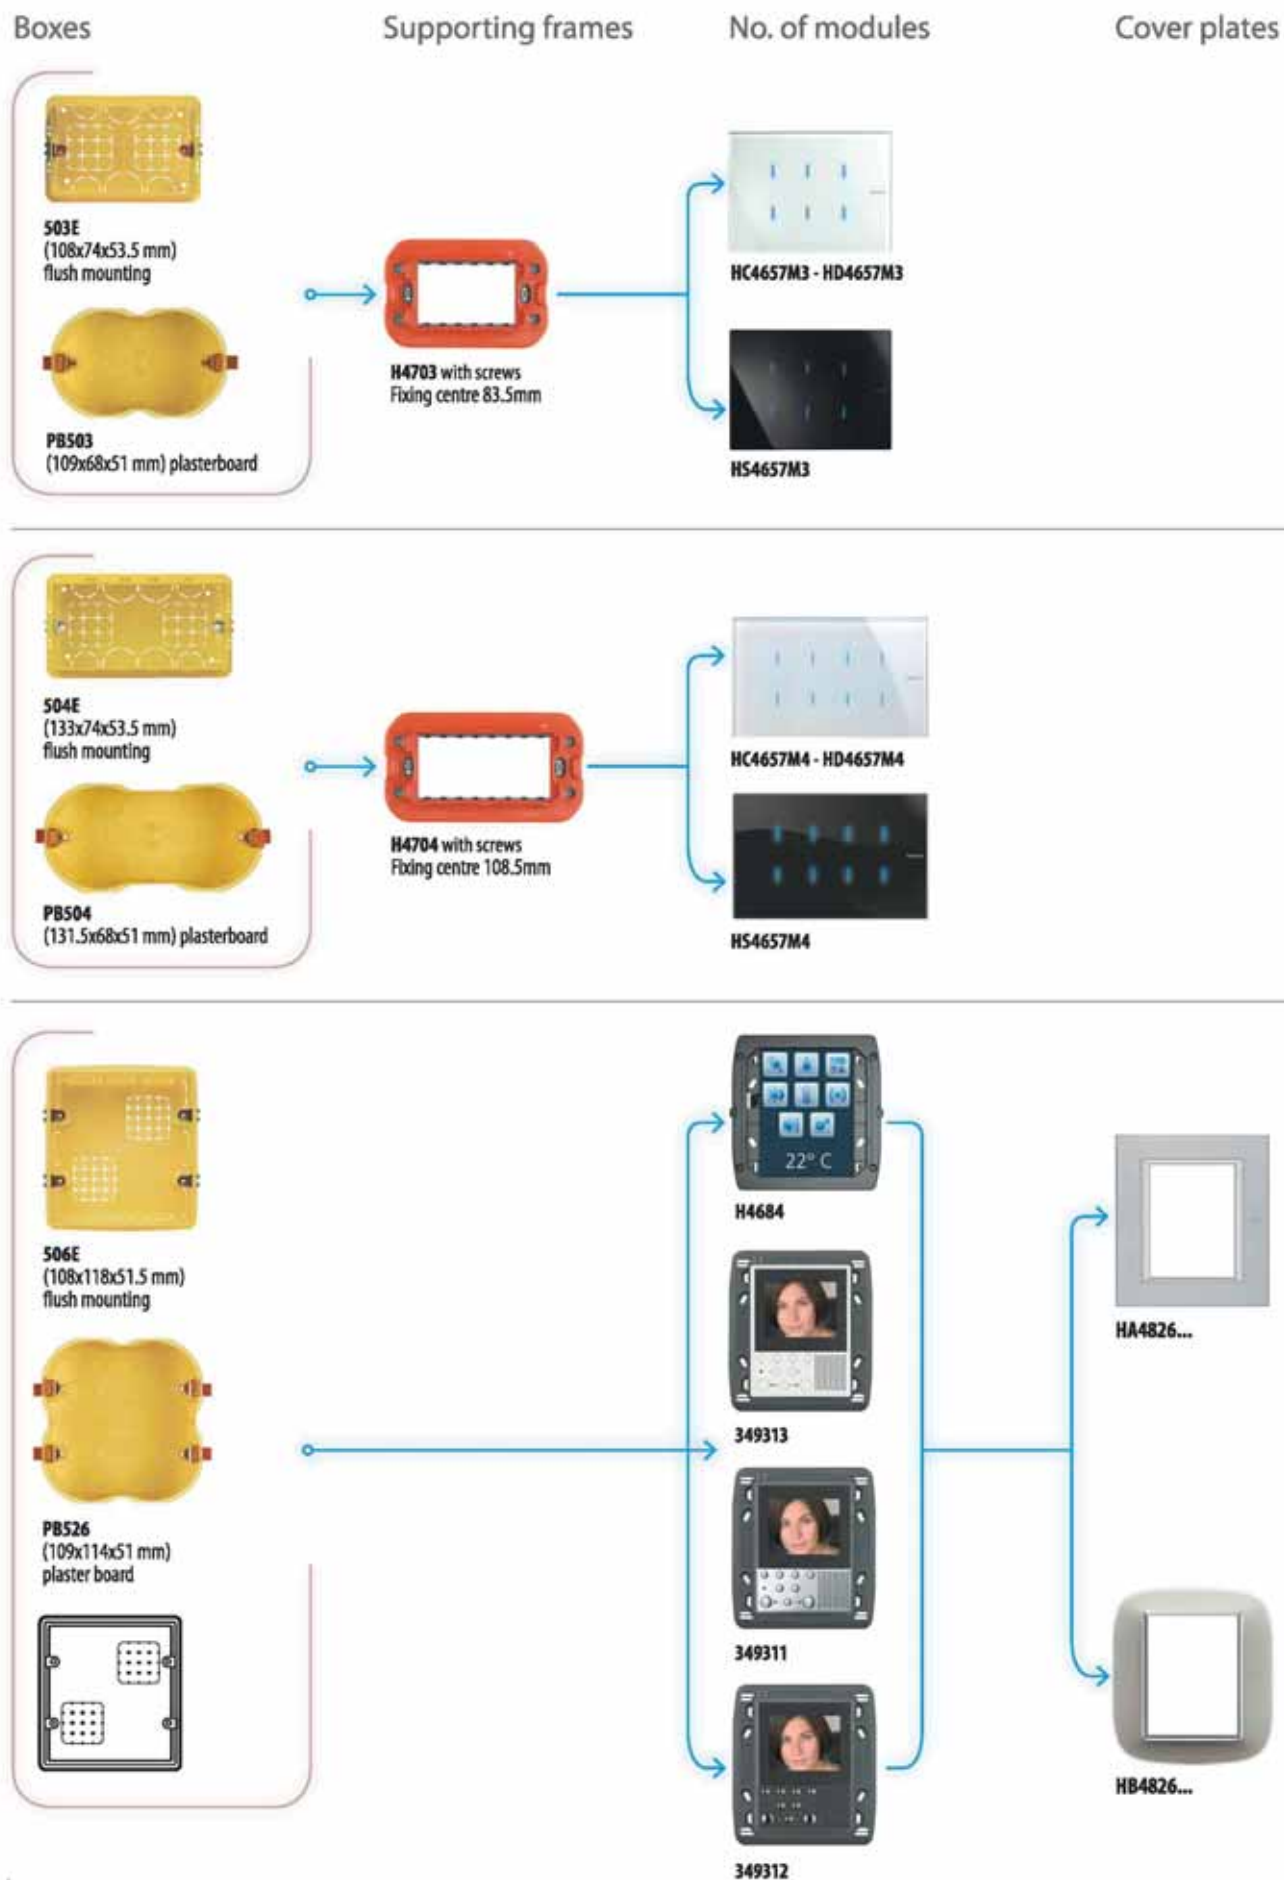 Boxes
Supporting frames
No. of modules
Cover plates
503E
(108x74x53.5 mm)
flush mounting
PB503
(109x68x51 mm) plasterboard
H4703 with screws
Fixing centre 83.5mm
HC4657M3 - HD4657M3
HS4657M3
504E
(133x74x53.5 mm)
flush mounting
PB504
(131.5x68x51 mm) plasterboard
H4704 with screws
Fixing centre 108.5mm
HC4657M4 - HD4657M4
HS4657M4
506E
(108x118x51.5 mm)
flush mounting
PB526
(109x114x51 mm)
plaster board
22° C
H4684
349313
349311
349312
HA4826...
HB4826...